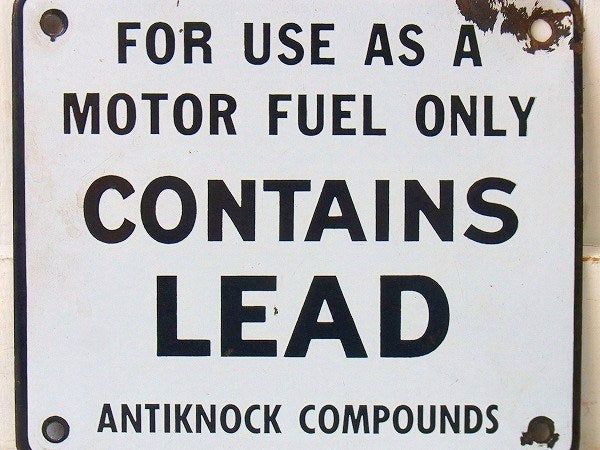 FOR USE AS A
MOTOR FUEL ONLY
CONTAINS
LEAD
ANTIKNOCK COMPOUNDS